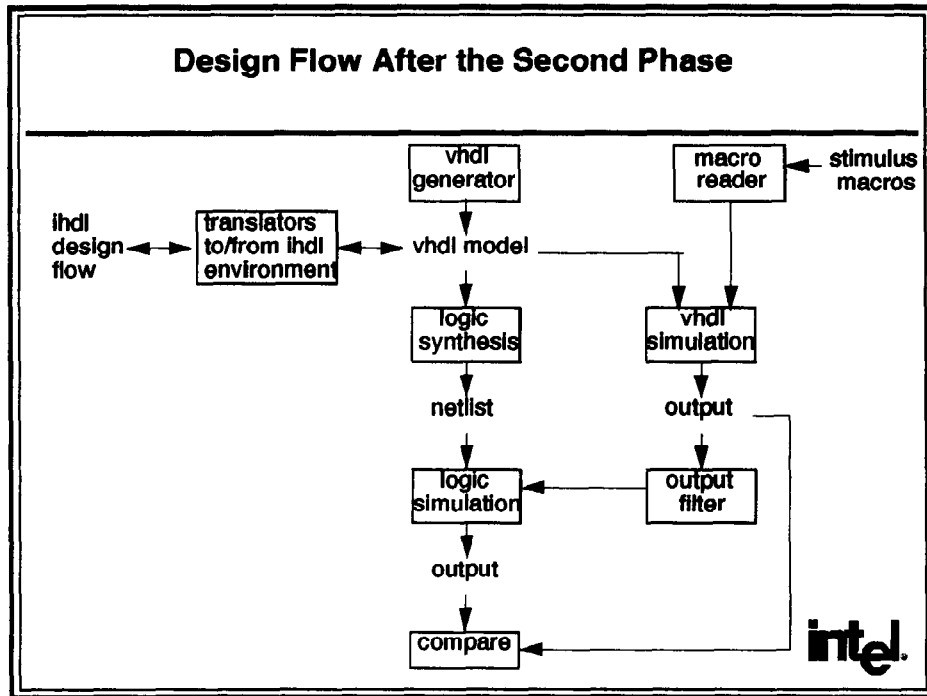 Design Flow After the Second Phase
vhdl
generator
macro
reader
stimulus
macros
ihdl
design
flow
translators
to/from ihdl
environment
vhdl model
logic
synthesis
vhdl
simulation
netlist
output
logic
simulation
output
filter
output
compare
intel.